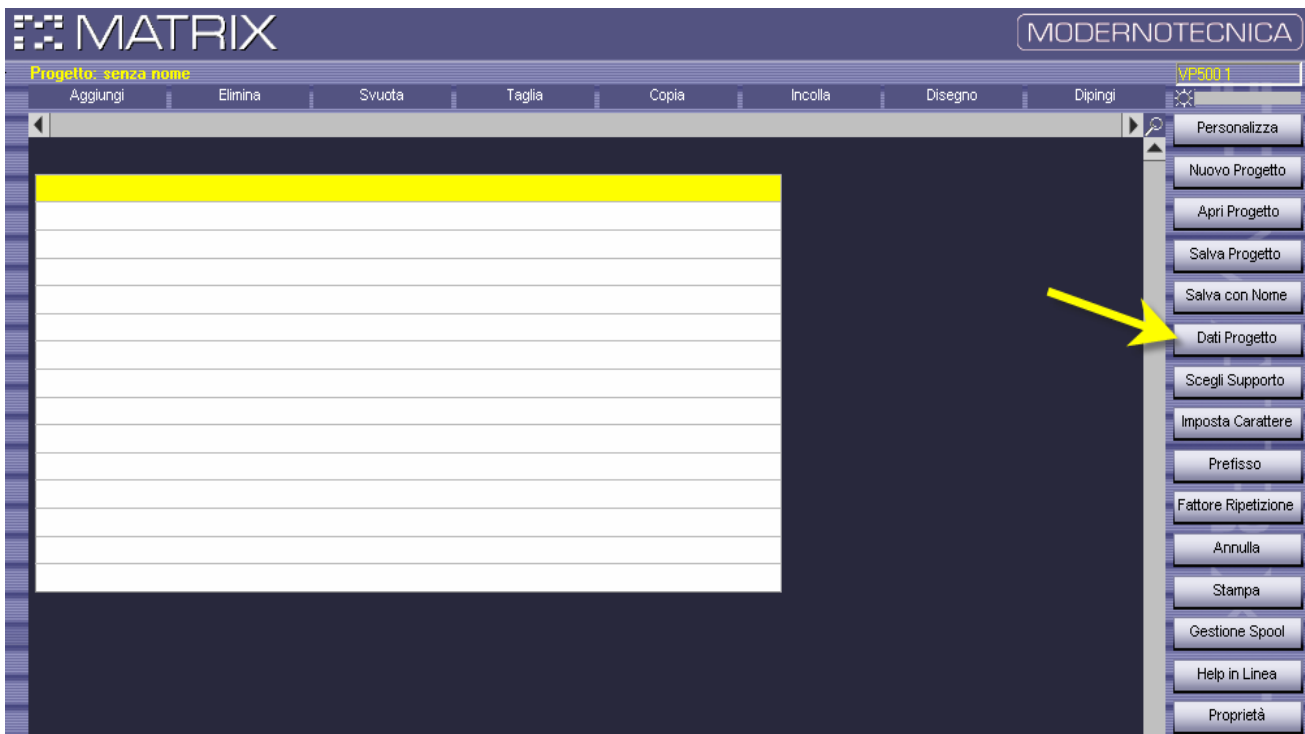 MATRIX
MODERNOTECNICA
Progetto: senza nome
VP500 1
Aggiungi Elimina Svuota Taglia Copia Incolla Disegno Dipingi
Personalizza
Nuovo Progetto
Apri Progetto
Salva Progetto
Salva con Nome
Dati Progetto
Scegli Supporto
Imposta Carattere
Prefisso
Fattore Ripetizione
Annulla
Stampa
Gestione Spool
Help in Linea
Proprietà